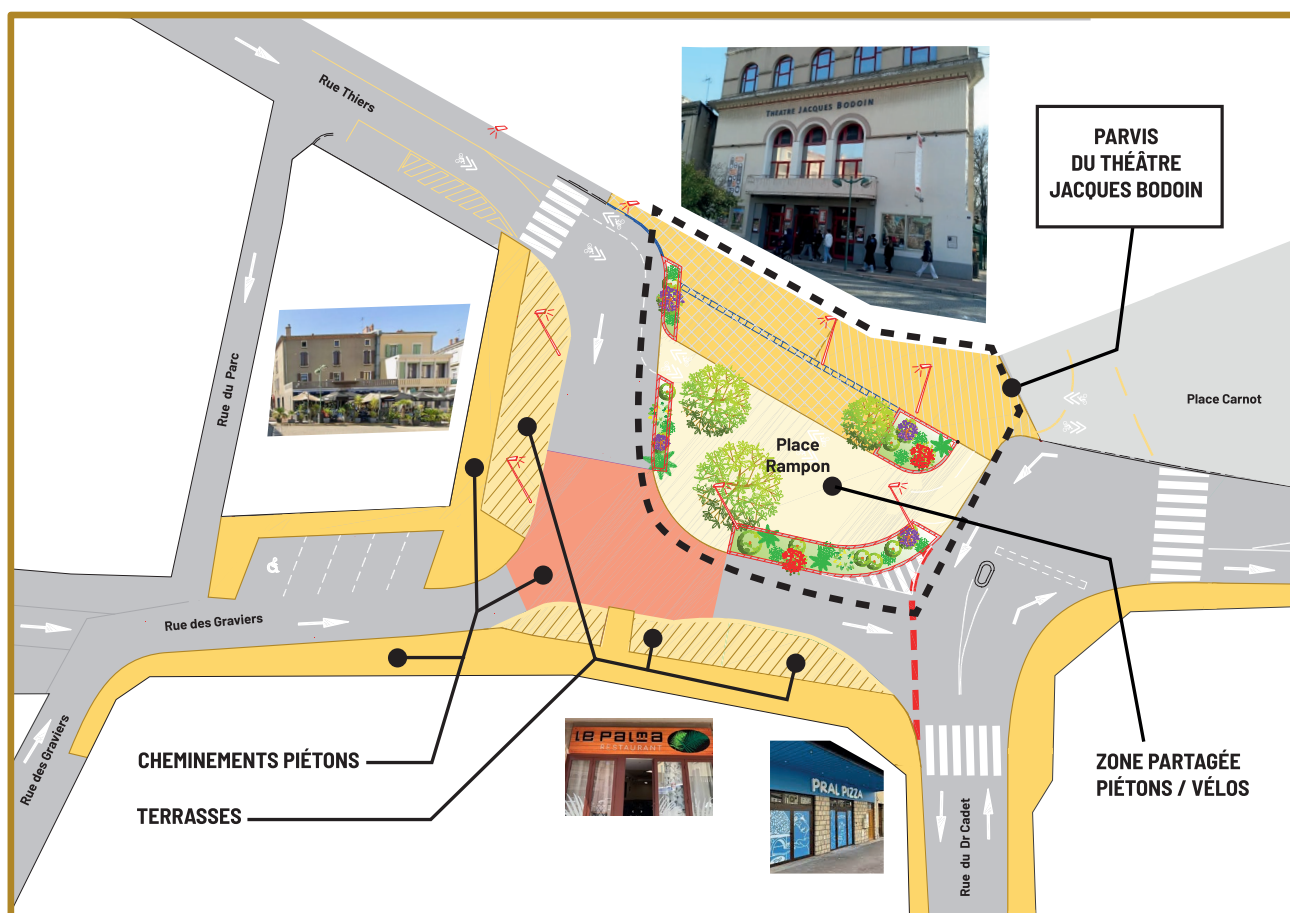 Rue Thiers
THEATRE JACQUES BODOIN
PARVIS
DU THÉÂTRE
JACQUES BODOIN
Rue du Parc
Place Carnot
Place
Rampon
Rue des Graviers
Rue des Graviers
LE PALMA
RESTAURANT
PRAL PIZZA
CHEMINEMENTS PIÉTONS
TERRASSES
ZONE PARTAGÉE
PIÉTONS / VÉLOS
Rue du Dr Cadet